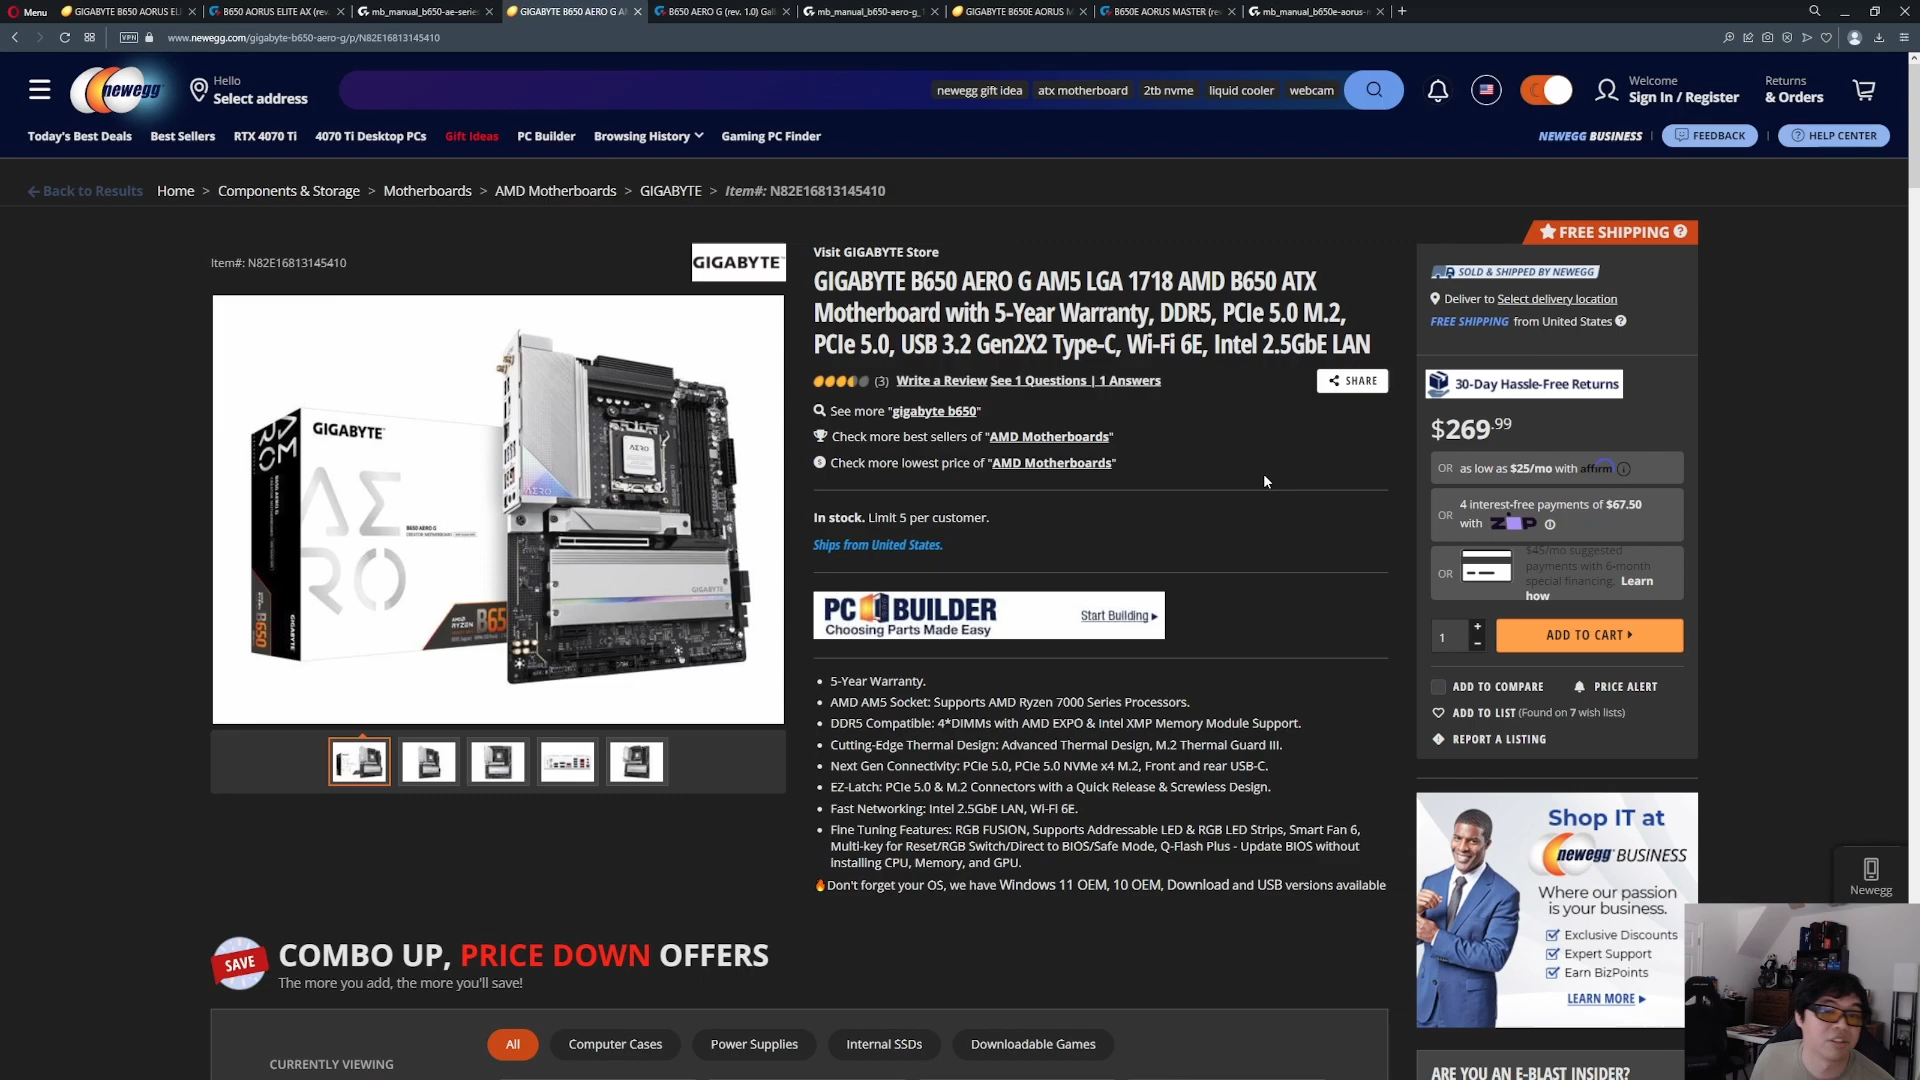 Menu
GIGABYTE B650 AORUS EL
B650 AORUS ELITE AX (rev.
mb_manual_b650-ae-series
GIGABYTE B650 AERO G A
B650 AERO G (rev. 1.0) Gal
mb_manual_b650-aero-g_1
GIGABYTE B650E AORUS M
B650E AORUS MASTER (re
mb_manual_b650e-aorus-m
VPN
www.newegg.com/gigabyte-b650-aero-g/p/N82E16813145410
newegg
Hello
Select address
newegg gift idea
atx motherboard
2tb nvme
liquid cooler
webcam
Welcome
Sign In / Register
Returns
& Orders
Today's Best Deals
Best Sellers
RTX 4070 Ti
4070 Ti Desktop PCs
Gift Ideas
PC Builder
Browsing History
Gaming PC Finder
NEWEGG BUSINESS
FEEDBACK
HELP CENTER
Back to Results
Home > Components & Storage > Motherboards > AMD Motherboards > GIGABYTE > Item#: N82E16813145410
Item#: N82E16813145410
GIGABYTE™
GIGABYTE™
AERO
B650 AERO G
B650
GIGABYTE
AERO
Visit GIGABYTE Store
GIGABYTE B650 AERO G AM5 LGA 1718 AMD B650 ATX
Motherboard with 5-Year Warranty, DDR5, PCIe 5.0 M.2,
PCIe 5.0, USB 3.2 Gen2X2 Type-C, Wi-Fi 6E, Intel 2.5GbE LAN
(3) Write a Review See 1 Questions | 1 Answers
SHARE
See more "gigabyte b650"
Check more best sellers of "AMD Motherboards"
Check more lowest price of "AMD Motherboards"
In stock. Limit 5 per customer.
Ships from United States.
PC BUILDER
Choosing Parts Made Easy
Start Building
• 5-Year Warranty.
• AMD AM5 Socket: Supports AMD Ryzen 7000 Series Processors.
• DDR5 Compatible: 4*DIMMs with AMD EXPO & Intel XMP Memory Module Support.
• Cutting-Edge Thermal Design: Advanced Thermal Design, M.2 Thermal Guard III.
• Next Gen Connectivity: PCIe 5.0, PCIe 5.0 NVMe x4 M.2, Front and rear USB-C.
• EZ-Latch: PCIe 5.0 & M.2 Connectors with a Quick Release & Screwless Design.
• Fast Networking: Intel 2.5GbE LAN, Wi-Fi 6E.
• Fine Tuning Features: RGB FUSION, Supports Addressable LED & RGB LED Strips, Smart Fan 6,
Multi-key for Reset/RGB Switch/Direct to BIOS/Safe Mode, Q-Flash Plus - Update BIOS without
installing CPU, Memory, and GPU.
Don't forget your OS, we have Windows 11 OEM, 10 OEM, Download and USB versions available
FREE SHIPPING
SOLD & SHIPPED BY NEWEGG
Deliver to Select delivery location
FREE SHIPPING from United States
30-Day Hassle-Free Returns
$269.99
OR as low as $25/mo with affirm
4 interest-free payments of $67.50
OR with ZIP
$45/mo suggested
payments with 6-month
OR special financing. Learn
how
1
+
-
ADD TO CART
ADD TO COMPARE
PRICE ALERT
ADD TO LIST (Found on 7 wish lists)
REPORT A LISTING
Shop IT at
newegg BUSINESS
Where our passion
is your business.
Exclusive Discounts
Expert Support
Earn BizPoints
LEARN MORE
Newegg
SAVE
COMBO UP, PRICE DOWN OFFERS
The more you add, the more you'll save!
CURRENTLY VIEWING
All
Computer Cases
Power Supplies
Internal SSDs
Downloadable Games
ARE YOU AN E-BLAST INSIDER?